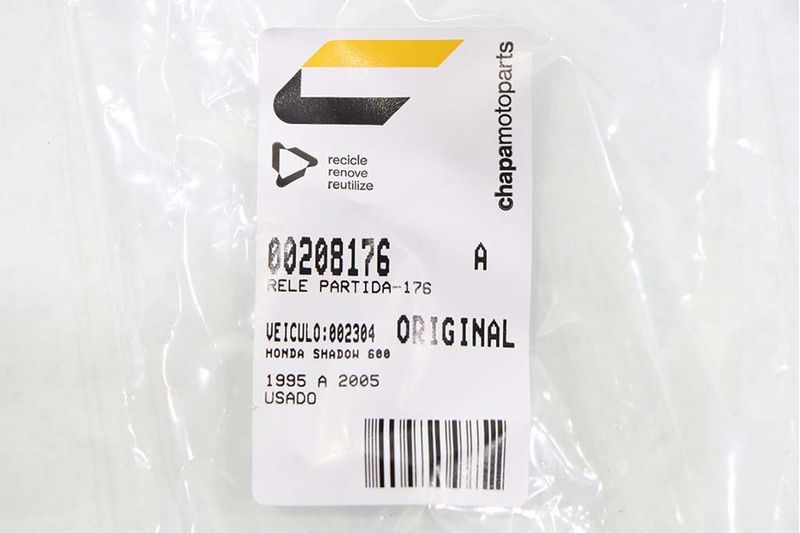 chapamotoparts
recicle
renove
reutilize
00208176 A
RELE PARTIDA-176
VEICULO:002304 ORIGINAL
HONDA SHADOW 600
1995 A 2005
USADO